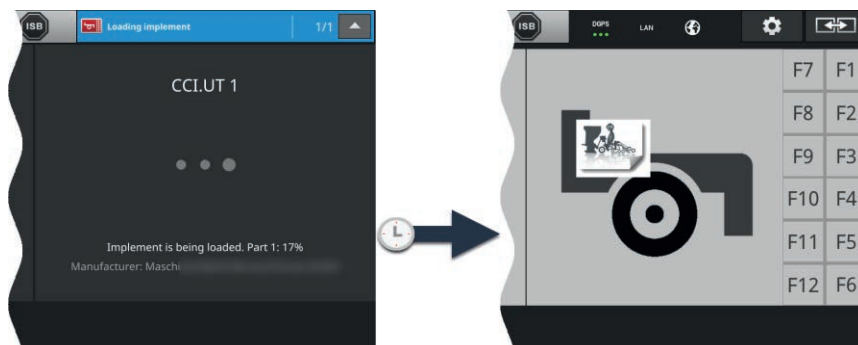 ISB Loading implement 1/1
CCI.UT 1
Implement is being loaded. Part 1: 17%
Manufacturer: Maschi
ISB DGPS LAN
F7 F1
F8 F2
F9 F3
F10 F4
F11 F5
F12 F6